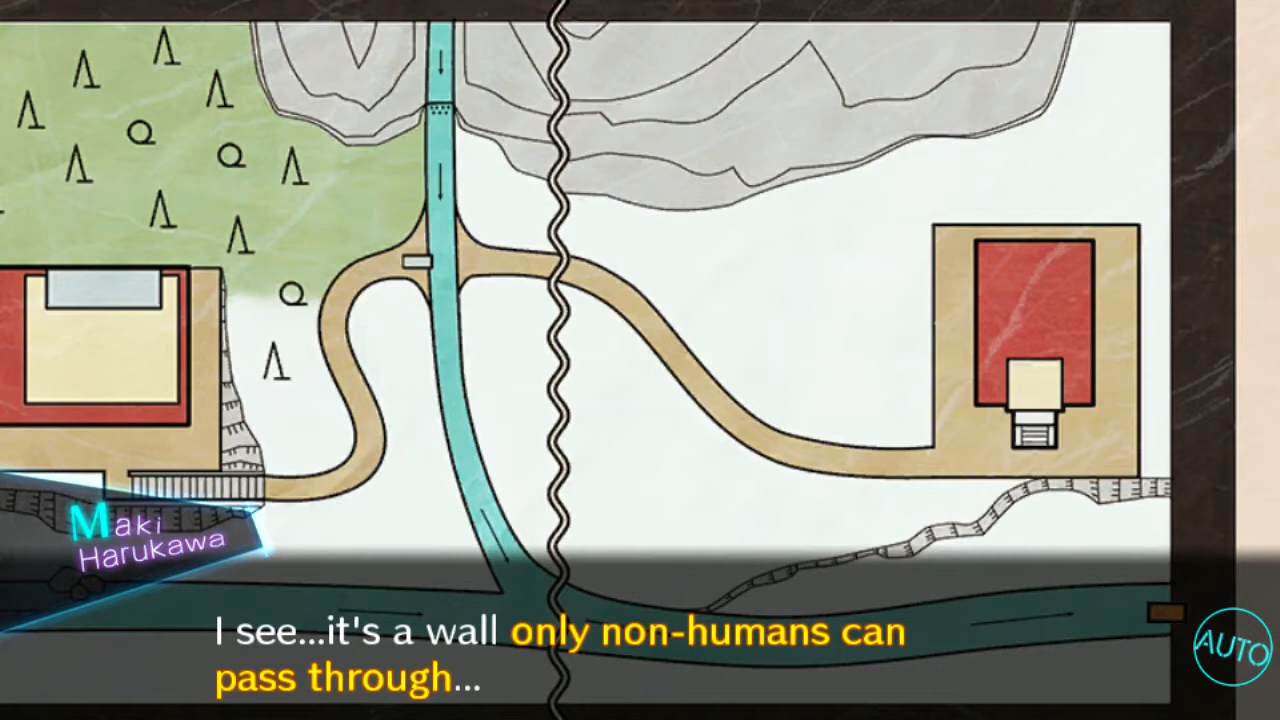 Maki
Harukawa
I see...it's a wall only non-humans can
pass through...
AUTO